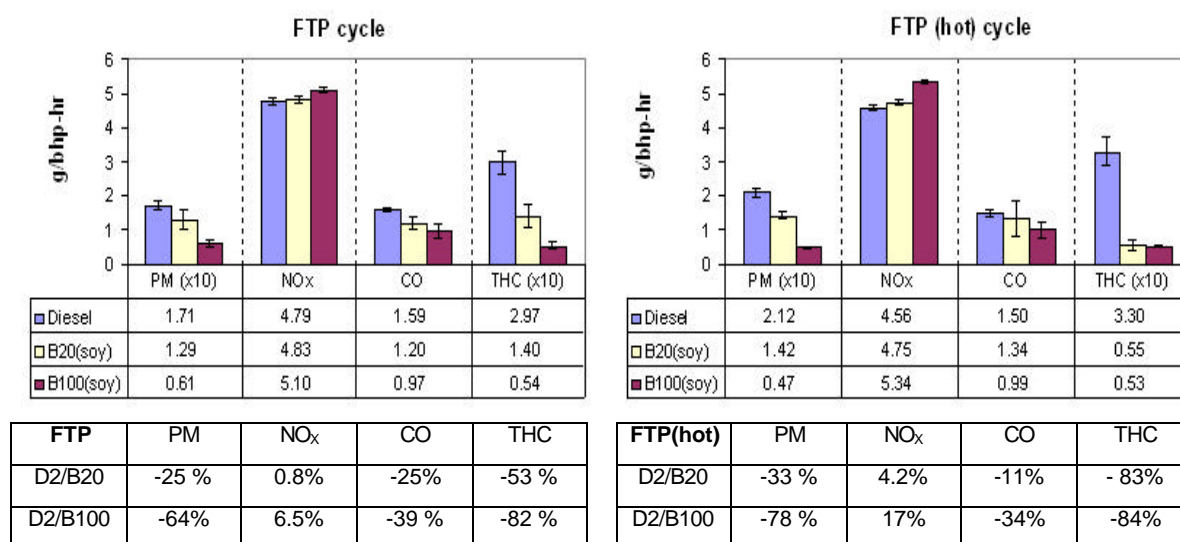 FTP cycle
g/bhp-hr
6
5
4
3
2
1
0
PM (x10) NOx CO THC (x10)
Diesel 1.71 4.79 1.59 2.97
B20(soy) 1.29 4.83 1.20 1.40
B100(soy) 0.61 5.10 0.97 0.54
FTP PM NOX CO THC
D2/B20 -25 % 0.8% -25% -53 %
D2/B100 -64% 6.5% -39 % -82 %
FTP (hot) cycle
g/bhp-hr
6
5
4
3
2
1
0
PM (x10) NOx CO THC (x10)
Diesel 2.12 4.56 1.50 3.30
B20(soy) 1.42 4.75 1.34 0.55
B100(soy) 0.47 5.34 0.99 0.53
FTP(hot) PM NOX CO THC
D2/B20 -33 % 4.2% -11% - 83%
D2/B100 -78 % 17% -34% -84%